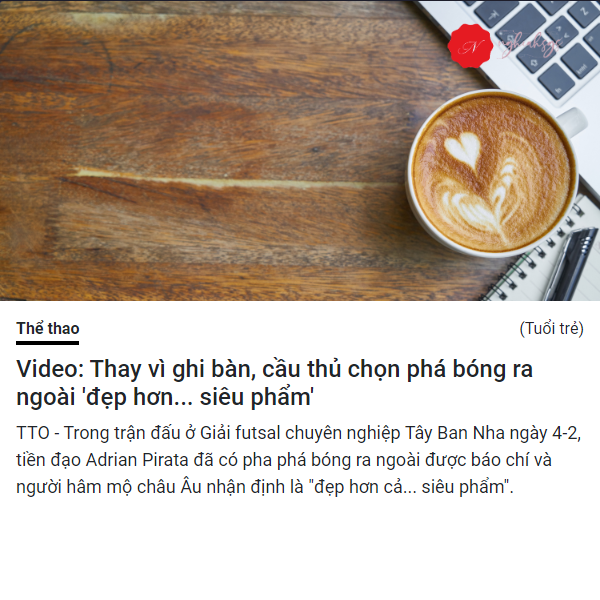 N
Thể thao
(Tuổi trẻ)
Video: Thay vì ghi bàn, cầu thủ chọn phá bóng ra
ngoài 'đẹp hơn... siêu phẩm'
TTO - Trong trận đấu ở Giải futsal chuyên nghiệp Tây Ban Nha ngày 4-2,
tiền đạo Adrian Pirata đã có pha phá bóng ra ngoài được báo chí và
người hâm mộ châu Âu nhận định là "đẹp hơn cả... siêu phẩm".